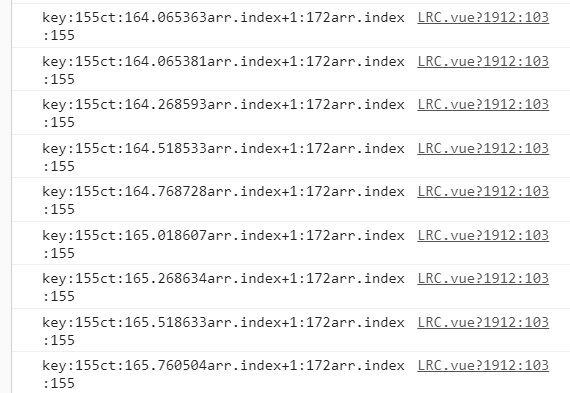 key:155ct:164.065363arr.index+1:172arr.index LRC.vue?1912:103
:155
key:155ct:164.065381arr.index+1:172arr.index LRC.vue?1912:103
:155
key:155ct:164.268593arr.index+1:172arr.index LRC.vue?1912:103
:155
key:155ct:164.518533arr.index+1:172arr.index LRC.vue?1912:103
:155
key:155ct:164.768728arr.index+1:172arr.index LRC.vue?1912:103
:155
key:155ct:165.018607arr.index+1:172arr.index LRC.vue?1912:103
:155
key:155ct:165.268634arr.index+1:172arr.index LRC.vue?1912:103
:155
key:155ct:165.518633arr.index+1:172arr.index LRC.vue?1912:103
:155
key:155ct:165.760504arr.index+1:172arr.index LRC.vue?1912:103
:155